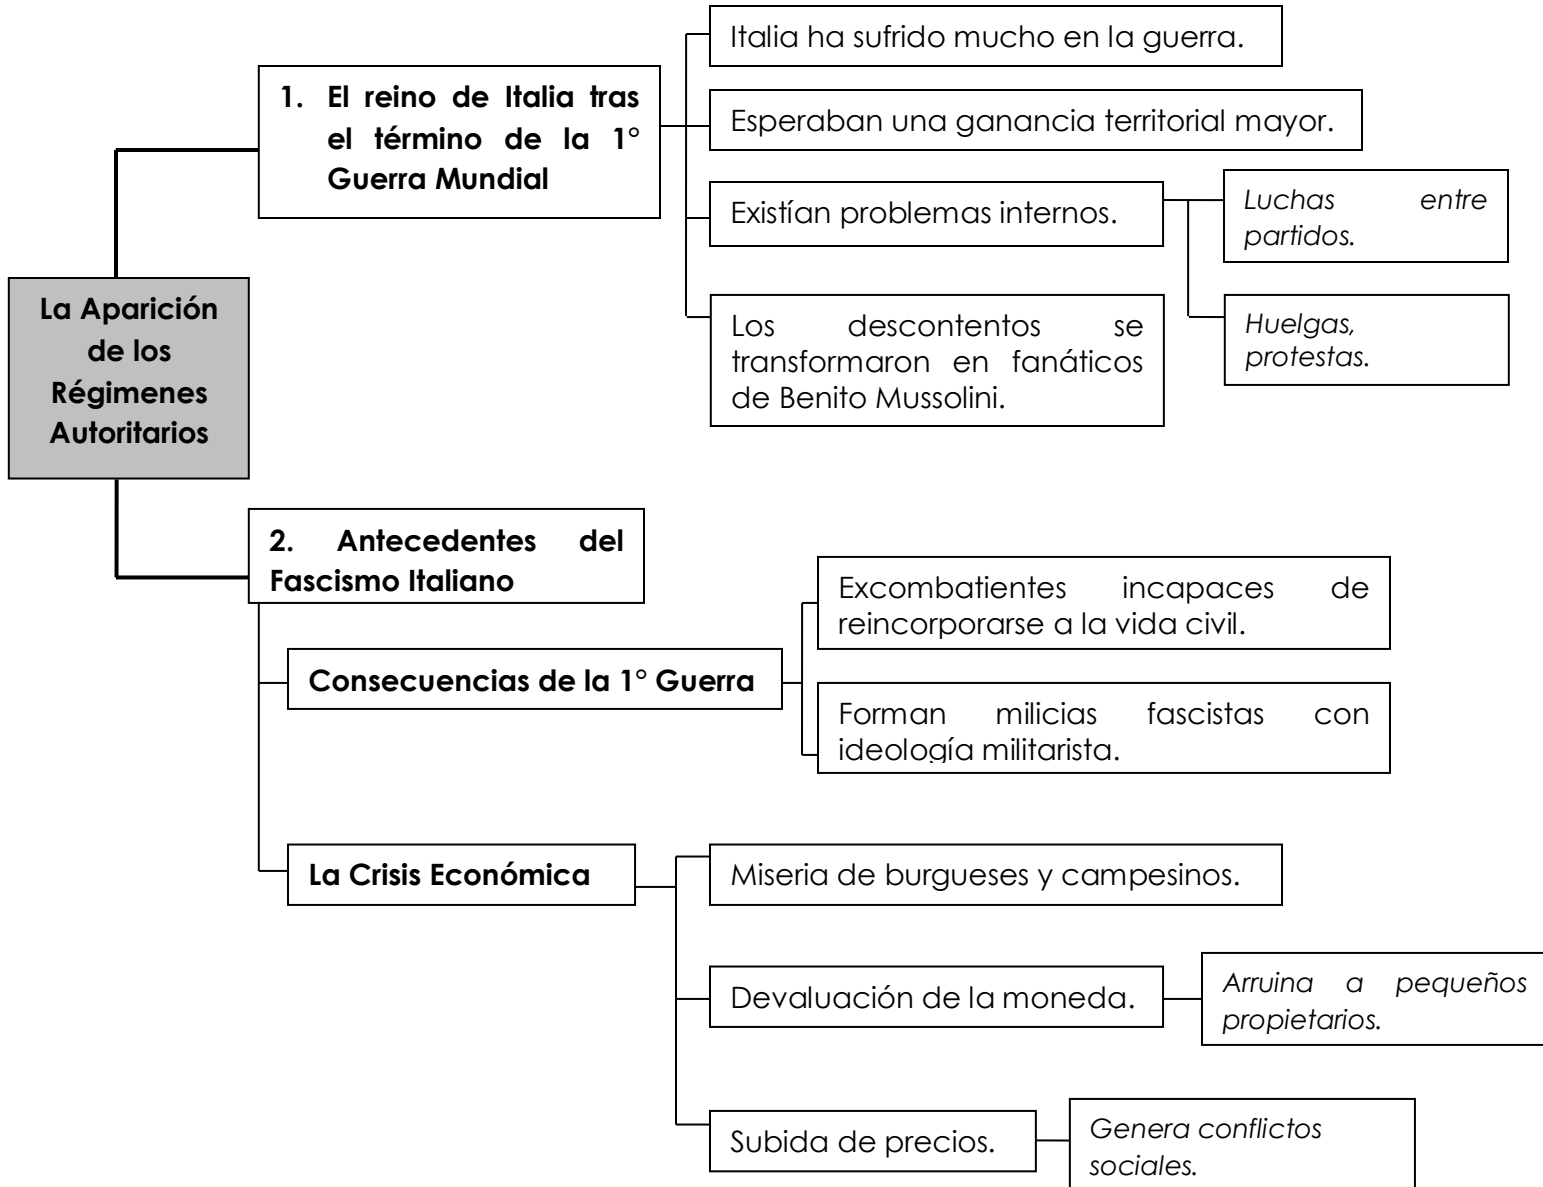 La Aparición
de los
Régimenes
Autoritarios
1. El reino de Italia tras
el término de la 1°
Guerra Mundial
Italia ha sufrido mucho en la guerra.
Esperaban una ganancia territorial mayor.
Existían problemas internos.
Luchas entre
partidos.
Huelgas,
protestas.
Los descontentos se
transformaron en fanáticos
de Benito Mussolini.
2. Antecedentes del
Fascismo Italiano
Consecuencias de la 1° Guerra
Excombatientes incapaces de
reincorporarse a la vida civil.
Forman milicias fascistas con
ideología militarista.
La Crisis Económica
Miseria de burgueses y campesinos.
Devaluación de la moneda.
Arruina a pequeños
propietarios.
Subida de precios.
Genera conflictos
sociales.